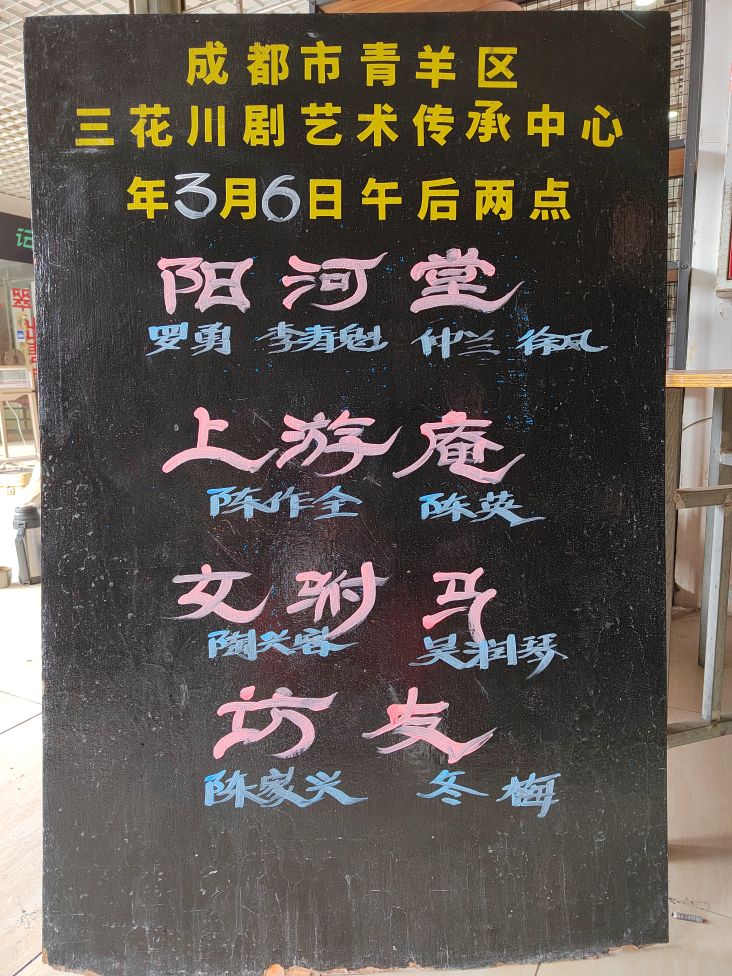 成都市青羊区
三花川剧艺术传承中心
年3月6日午后两点
阳河堂
罗勇 李寿魁 仲兰 徐凤
上游庵
陈作全 陈英
文驸马
陶兴容 吴润琴
访友
陈家兴 冬梅